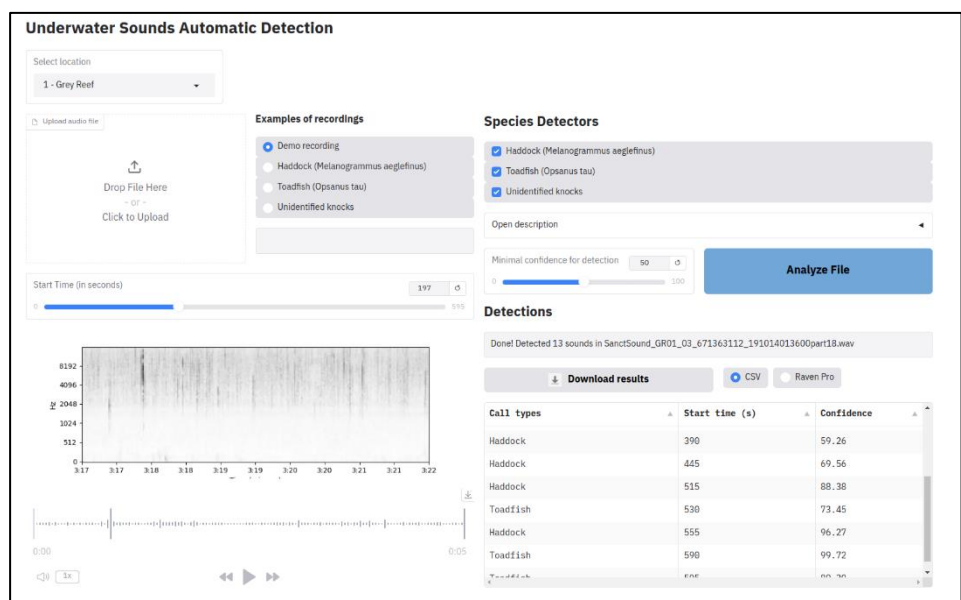 Underwater Sounds Automatic Detection
Select location
1 - Grey Reef
Upload audio file
Drop File Here
- or -
Click to Upload
Examples of recordings
Demo recording
Haddock (Melanogrammus aeglefinus)
Toadfish (Opsanus tau)
Unidentified knocks
Start Time (in seconds)
197
0
595
8192
4096
Hz
2048
1024
512
0
3:17 3:17 3:18 3:18 3:19 3:19 3:20 3:20 3:21 3:21 3:22
0:00
0:05
1x
Species Detectors
Haddock (Melanogrammus aeglefinus)
Toadfish (Opsanus tau)
Unidentified knocks
Open description
Minimal confidence for detection
50
0
100
Analyze File
Detections
Done! Detected 13 sounds in SanctSound_GR01_03_671363112_191014013600part18.wav
Download results
CSV
Raven Pro
Call types Start time (s) Confidence
Haddock 390 59.26
Haddock 445 69.56
Haddock 515 88.38
Toadfish 530 73.45
Haddock 555 96.27
Toadfish 590 99.72